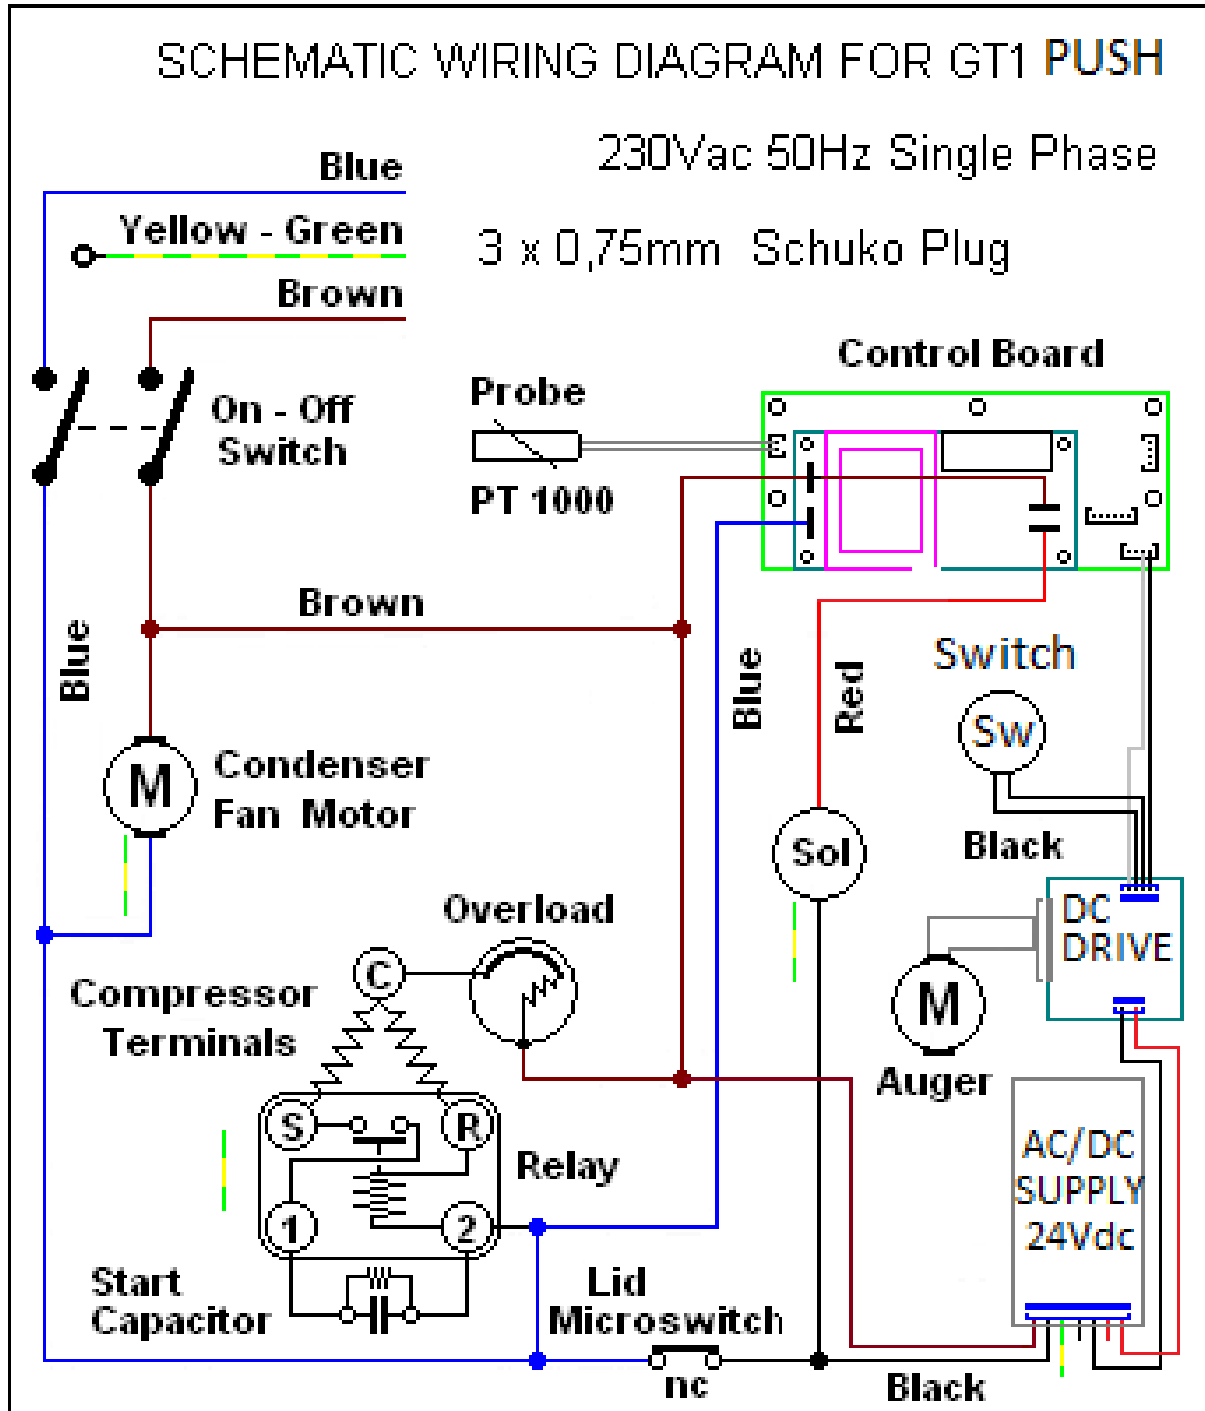 SCHEMATIC WIRING DIAGRAM FOR GT1 PUSH
230Vac 50Hz Single Phase
Blue
Yellow - Green
3 x 0,75mm Schuko Plug
Brown
Control Board
Probe
On - Off
Switch
PT 1000
Brown
Blue
Blue
Red
Switch
Sw
M
Condenser
Fan Motor
Sol
Black
Overload
DC
DRIVE
C
Compressor
Terminals
M
Auger
S
R
Relay
AC/DC
SUPPLY
24Vdc
1
2
Start
Capacitor
Lid
Microswitch
nc
Black